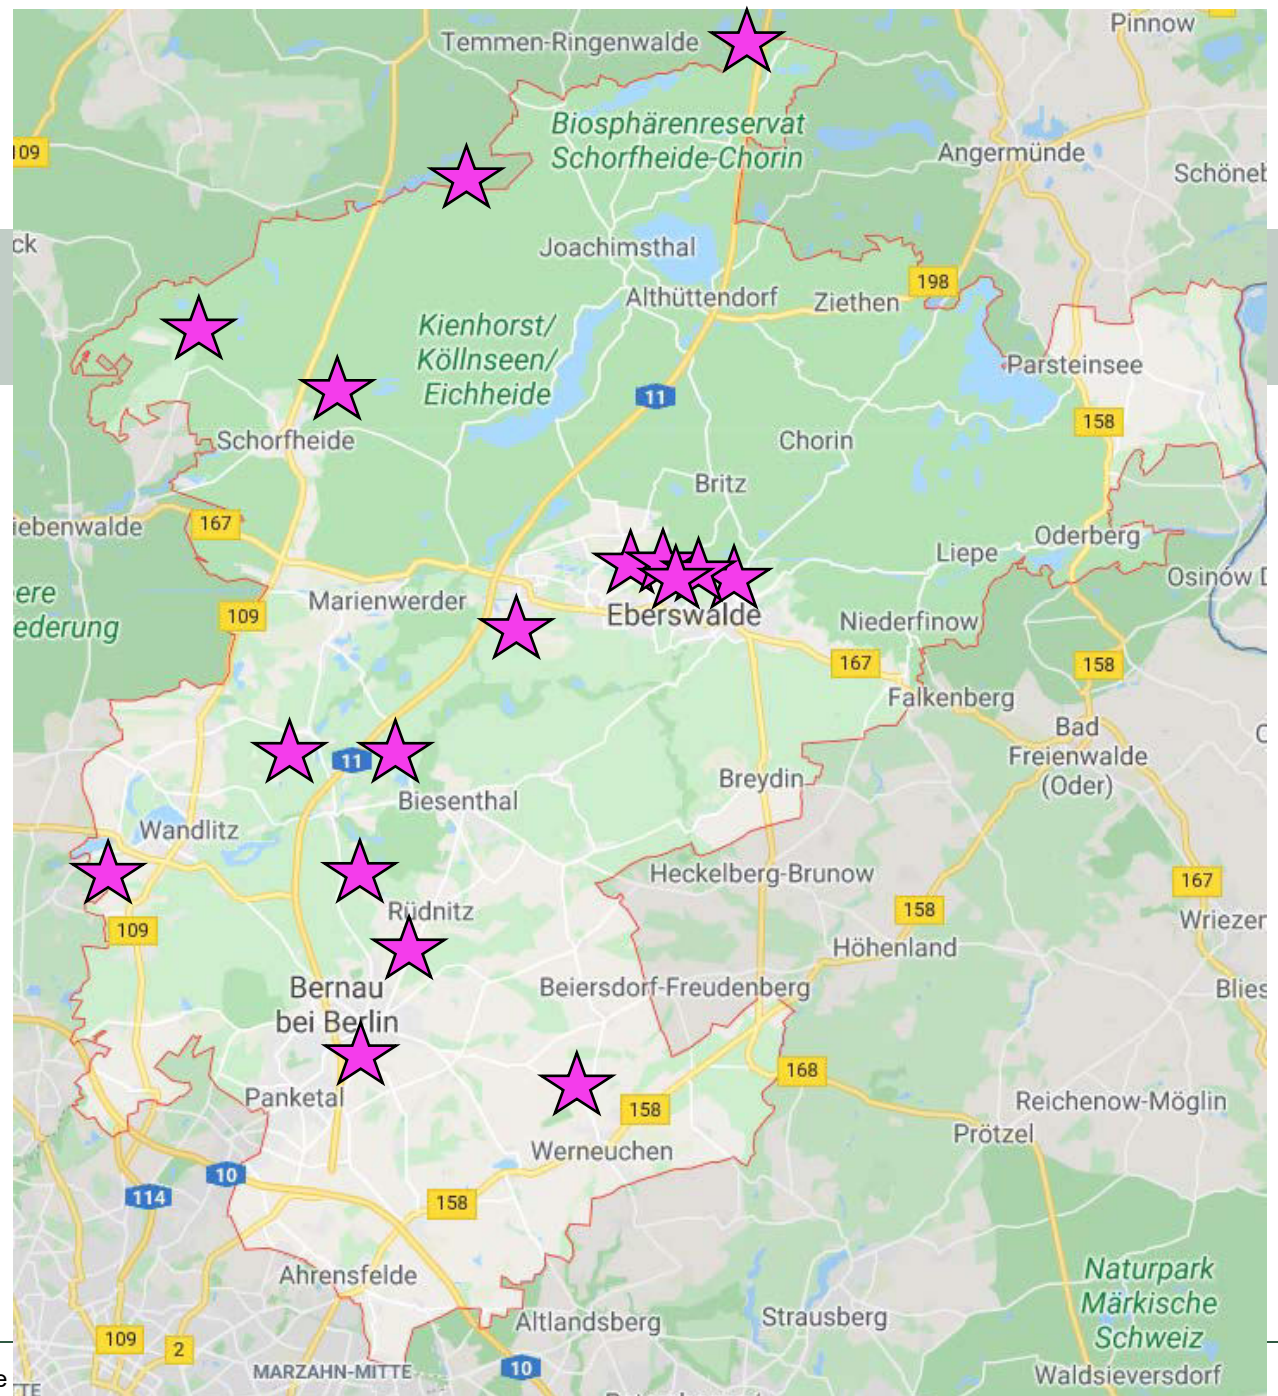 Pinnow
Temmen-Ringenwalde
Biosphärenreservat
Schorfheide-Chorin
109
Angermünde
Schöneb
ck
Joachimsthal
198
Althüttendorf
Ziethen
Kienhorst/
Köllnseen/
Eichheide
Parsteinsee
11
158
Schorfheide
Chorin
Britz
167
iebenwalde
Oderberg
Liepe
Osinów D
ere
ederung
Marienwerder
109
Eberswalde
Niederfinow
167
158
Falkenberg
Bad
Freienwalde
(Oder)
11
Breydin
Biesenthal
Wandlitz
Heckelberg-Brunow
167
158
Rüdnitz
109
Wriezen
Höhenland
Bernau
bei Berlin
Beiersdorf-Freudenberg
Blies
168
Panketal
158
Reichenow-Möglin
Prötzel
Werneuchen
10
114
158
Ahrensfelde
Naturpark
Märkische
Schweiz
Altlandsberg
Strausberg
109
2
MARZAHN-MITTE
10
Waldsieversdorf
e
TTE